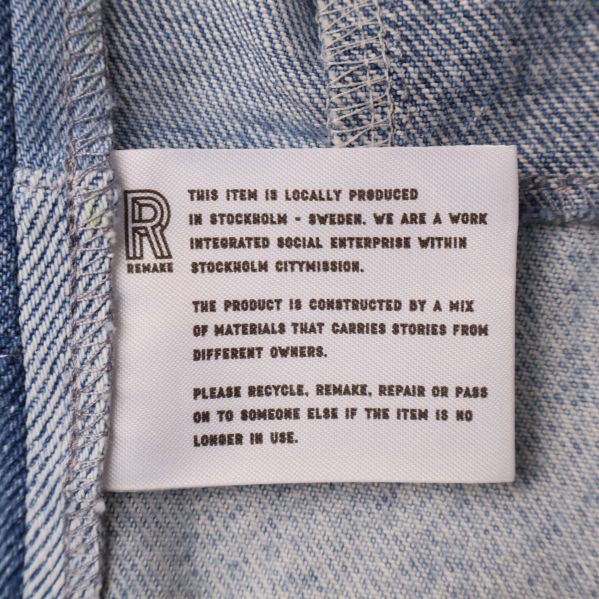 R
REMAKE
THIS ITEM IS LOCALLY PRODUCED
IN STOCKHOLM - SWEDEN. WE ARE A WORK
INTEGRATED SOCIAL ENTERPRISE WITHIN
STOCKHOLM CITYMISSION.
THE PRODUCT IS CONSTRUCTED BY A MIX
OF MATERIALS THAT CARRIES STORIES FROM
DIFFERENT OWNERS.
PLEASE RECYCLE, REMAKE, REPAIR OR PASS
ON TO SOMEONE ELSE IF THE ITEM IS NO
LONGER IN USE.